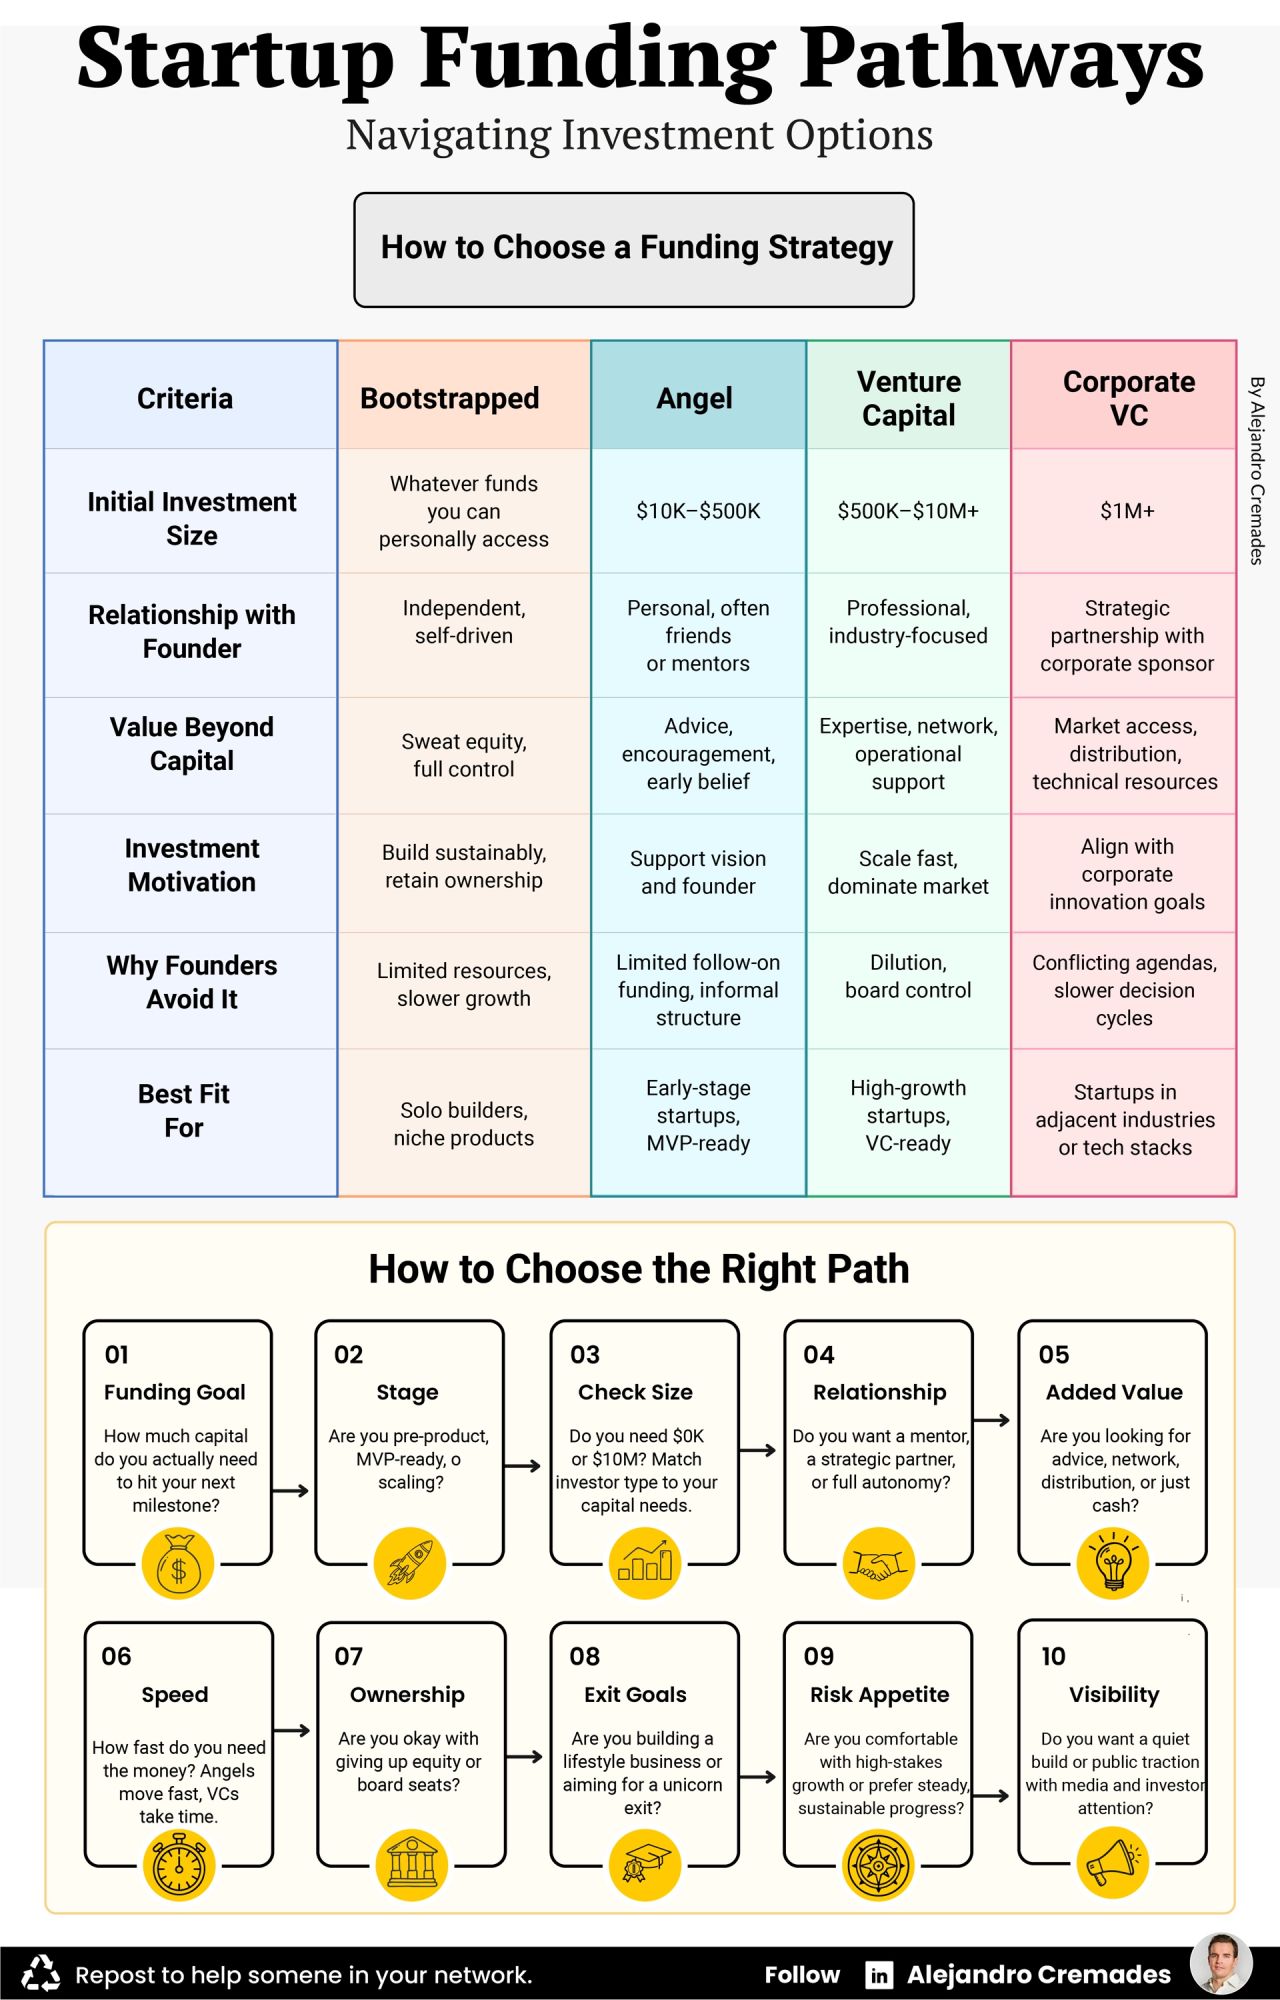 Startup Funding Pathways
Navigating Investment Options
How to Choose a Funding Strategy
By Alejandro Cremades
Criteria
Bootstrapped
Angel
Venture
Capital
Corporate
VC
Initial Investment
Size
Whatever funds
you can
personally access
$10K–$500K
$500K–$10M+
$1M+
Relationship with
Founder
Independent,
self-driven
Personal, often
friends
or mentors
Professional,
industry-focused
Strategic
partnership with
corporate sponsor
Value Beyond
Capital
Sweat equity,
full control
Advice,
encouragement,
early belief
Expertise, network,
operational
support
Market access,
distribution,
technical resources
Investment
Motivation
Build sustainably,
retain ownership
Support vision
and founder
Scale fast,
dominate market
Align with
corporate
innovation goals
Why Founders
Avoid It
Limited resources,
slower growth
Limited follow-on
funding, informal
structure
Dilution,
board control
Conflicting agendas,
slower decision
cycles
Best Fit
For
Solo builders,
niche products
Early-stage
startups,
MVP-ready
High-growth
startups,
VC-ready
Startups in
adjacent industries
or tech stacks
How to Choose the Right Path
01
Funding Goal
How much capital
do you actually need
to hit your next
milestone?
02
Stage
Are you pre-product,
MVP-ready, o
scaling?
03
Check Size
Do you need $0K
or $10M? Match
investor type to your
capital needs.
04
Relationship
Do you want a mentor,
a strategic partner,
or full autonomy?
05
Added Value
Are you looking for
advice, network,
distribution, or just
cash?
06
Speed
How fast do you need
the money? Angels
move fast, VCs
take time.
07
Ownership
Are you okay with
giving up equity or
board seats?
08
Exit Goals
Are you building a
lifestyle business or
aiming for a unicorn
exit?
09
Risk Appetite
Are you comfortable
with high-stakes
growth or prefer steady,
sustainable progress?
10
Visibility
Do you want a quiet
build or public traction
with media and investor
attention?
Repost to help somene in your network.
Follow
in
Alejandro Cremades